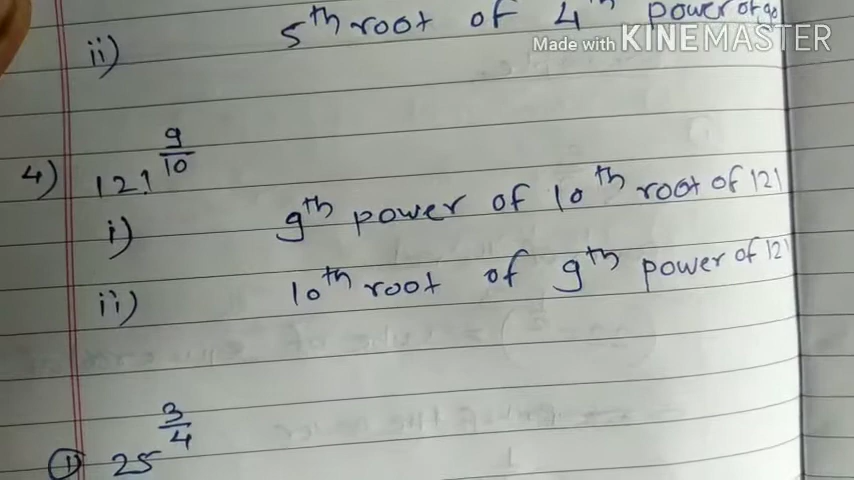 5th root of 4th power of
ii)
Made with KINEMASTER
4) 121^(9/10)
i) 9th power of 10th root of 121
ii) 10th root of 9th power of 121
① 25^(3/4)